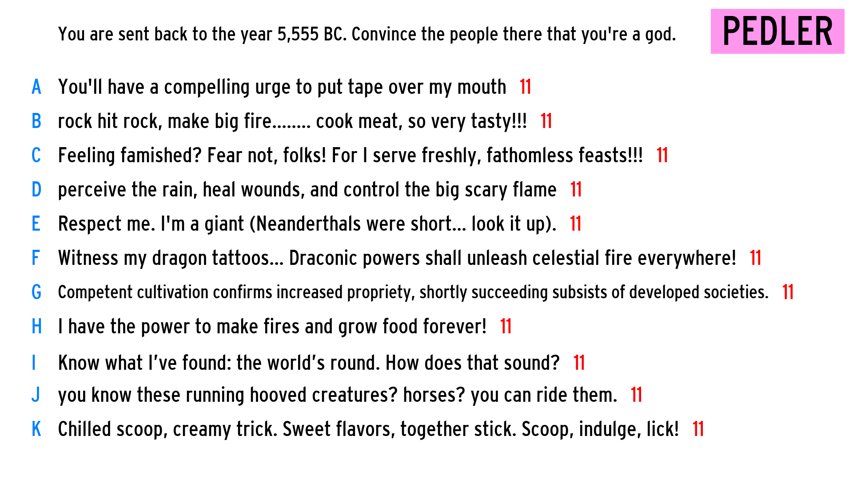 You are sent back to the year 5,555 BC. Convince the people there that you're a god.
PEDLER
A You'll have a compelling urge to put tape over my mouth 11
B rock hit rock, make big fire........ cook meat, so very tasty!!! 11
C Feeling famished? Fear not, folks! For I serve freshly, fathomless feasts!!! 11
D perceive the rain, heal wounds, and control the big scary flame 11
E Respect me. I'm a giant (Neanderthals were short... look it up). 11
F Witness my dragon tattoos... Draconic powers shall unleash celestial fire everywhere! 11
G Competent cultivation confirms increased propriety, shortly succeeding subsists of developed societies. 11
H I have the power to make fires and grow food forever! 11
I Know what I’ve found: the world’s round. How does that sound? 11
J you know these running hooved creatures? horses? you can ride them. 11
K Chilled scoop, creamy trick. Sweet flavors, together stick. Scoop, indulge, lick! 11